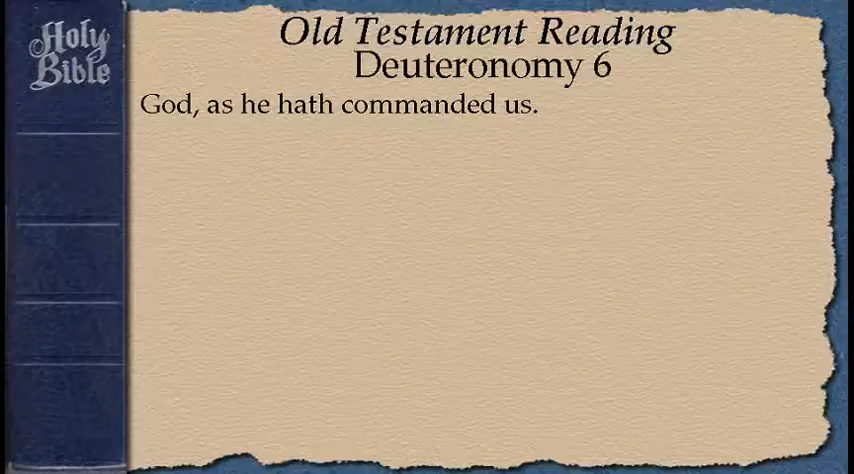 Holy
Bible
Old Testament Reading
Deuteronomy 6
God, as he hath commanded us.